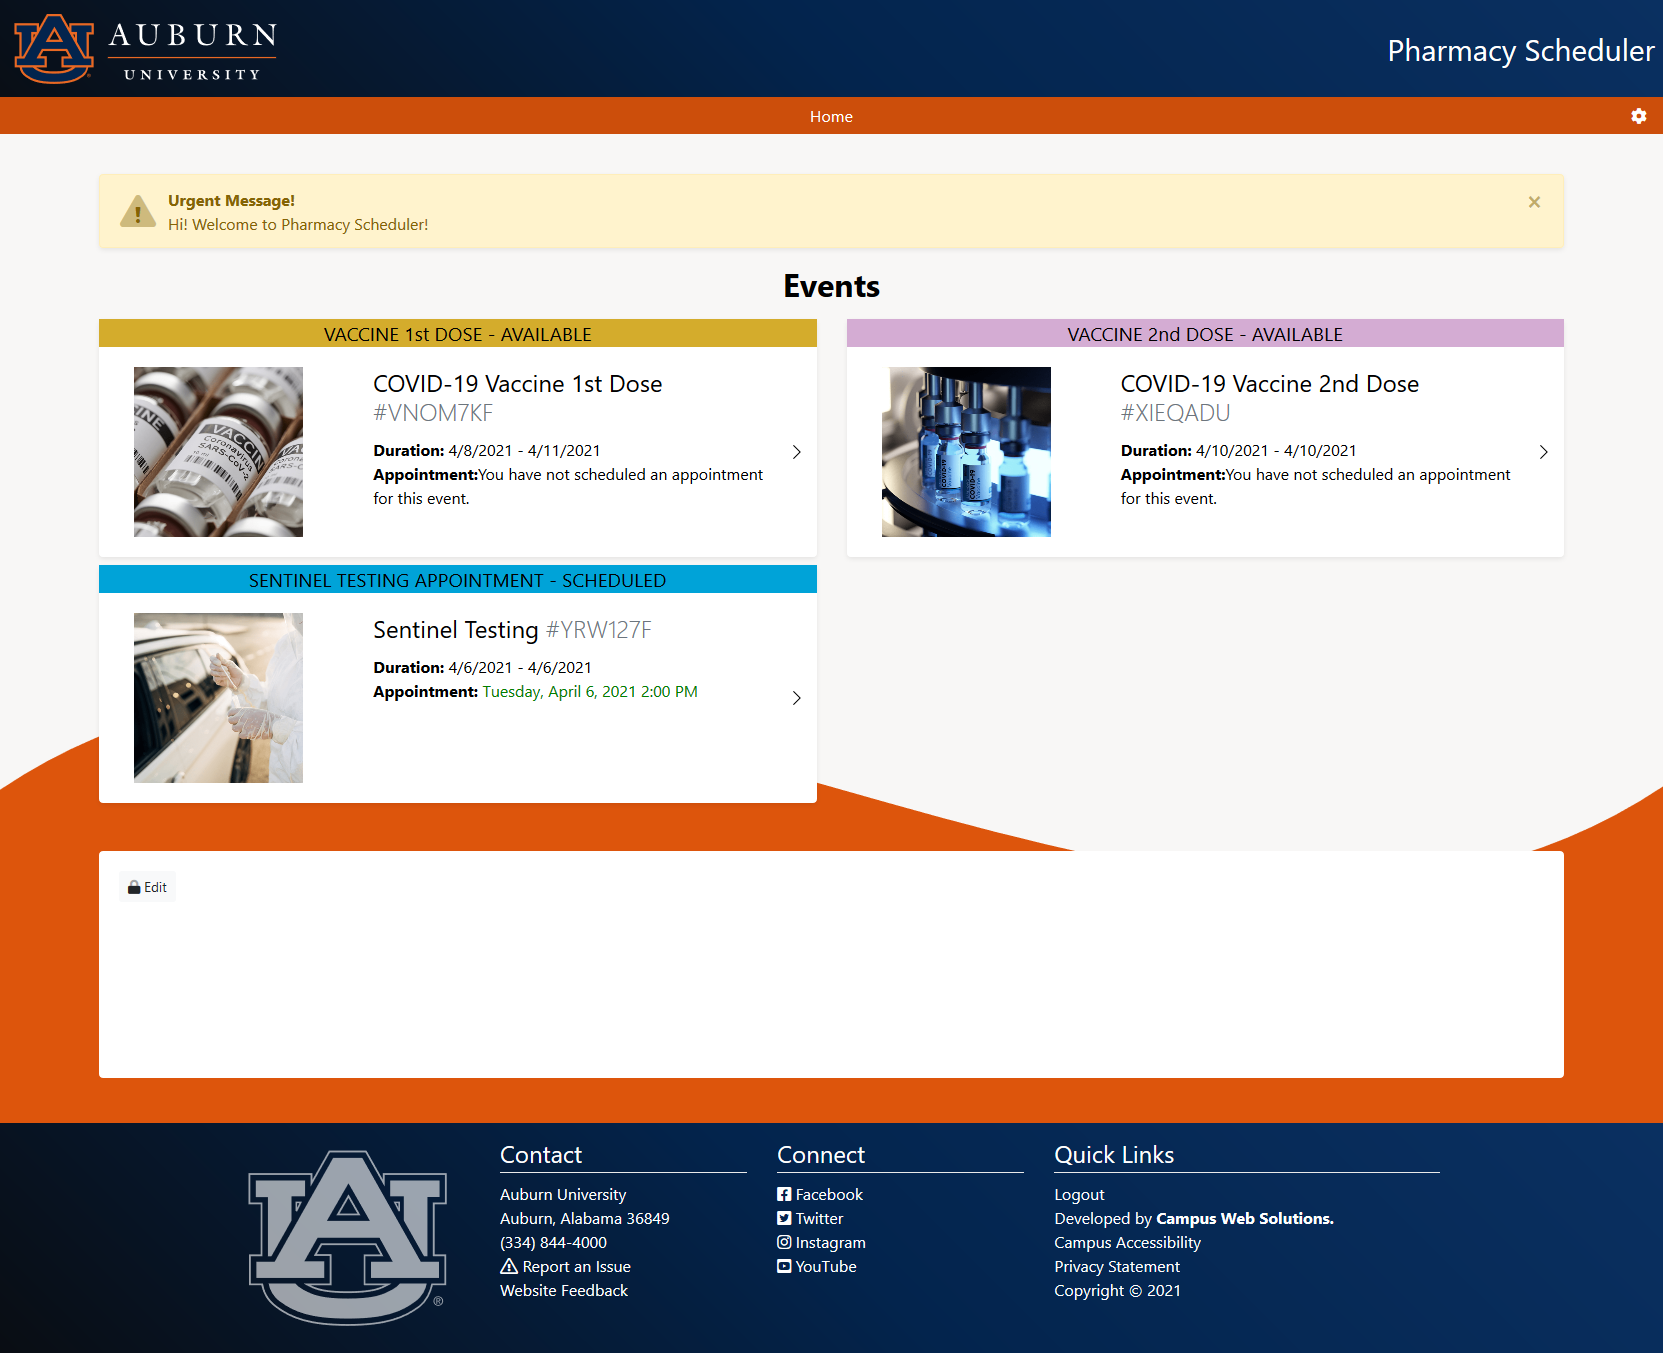 AUBURN
UNIVERSITY
Pharmacy Scheduler
Home
Urgent Message!
Hi! Welcome to Pharmacy Scheduler!
×
Events
VACCINE 1st DOSE - AVAILABLE
VACCINE
Coronavirus
SARS-CoV-2
COVID-19 Vaccine 1st Dose
#VNOM7KF
Duration: 4/8/2021 - 4/11/2021
Appointment:You have not scheduled an appointment
for this event.
VACCINE 2nd DOSE - AVAILABLE
COVID-19
COVID-19 Vaccine 2nd Dose
#XIEQADU
Duration: 4/10/2021 - 4/10/2021
Appointment:You have not scheduled an appointment
for this event.
SENTINEL TESTING APPOINTMENT - SCHEDULED
Sentinel Testing #YRW127F
Duration: 4/6/2021 - 4/6/2021
Appointment: Tuesday, April 6, 2021 2:00 PM
Edit
Contact
Auburn University
Auburn, Alabama 36849
(334) 844-4000
Report an Issue
Website Feedback
Connect
Facebook
Twitter
Instagram
YouTube
Quick Links
Logout
Developed by Campus Web Solutions.
Campus Accessibility
Privacy Statement
Copyright © 2021